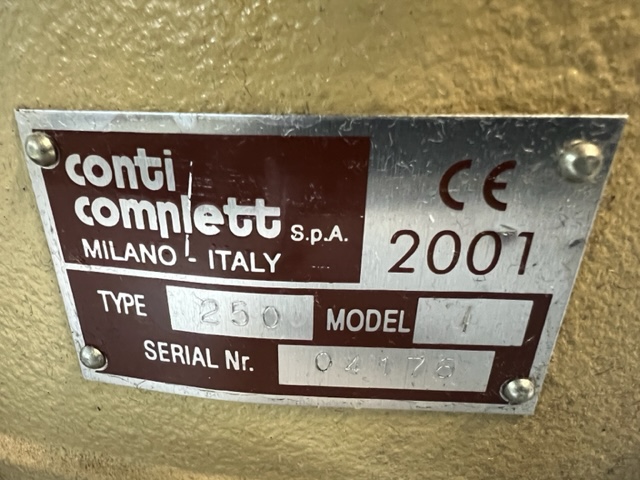 conti
complett S.p.A.
MILANO - ITALY
CE
2001
TYPE 250 MODEL 1
SERIAL Nr. 04178